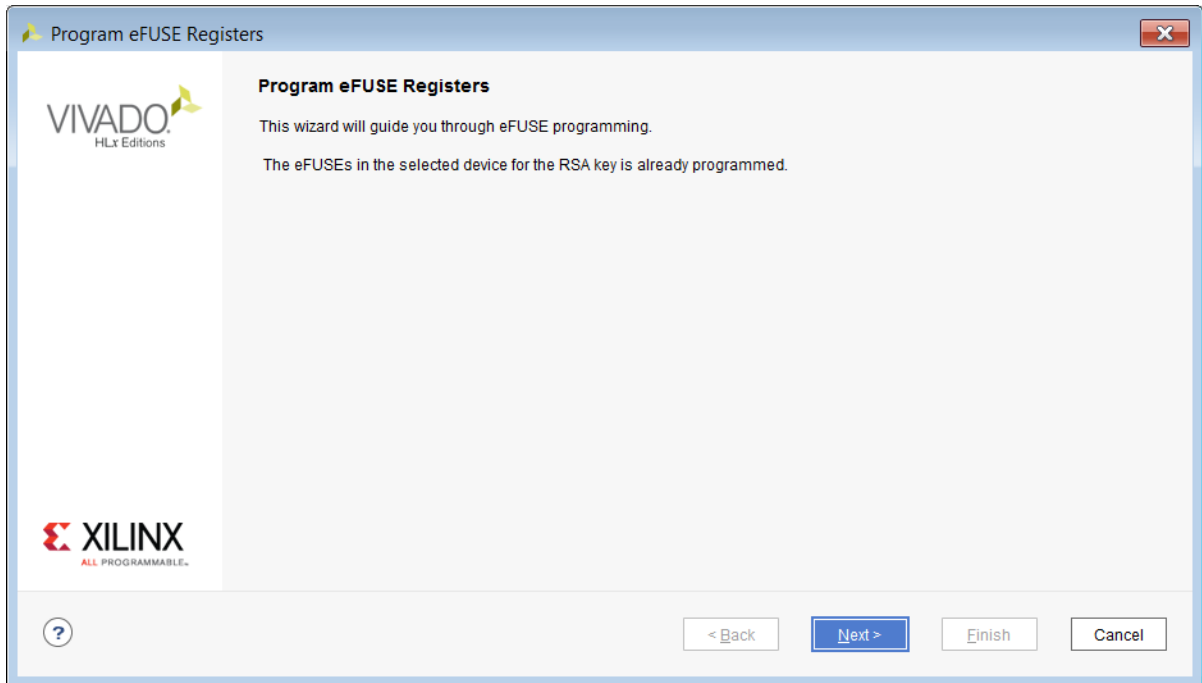 Program eFUSE Registers
VIVADO.
HLx Editions
Program eFUSE Registers
This wizard will guide you through eFUSE programming.
The eFUSEs in the selected device for the RSA key is already programmed.
XILINX
ALL PROGRAMMABLE™
?
< Back
Next >
Finish
Cancel